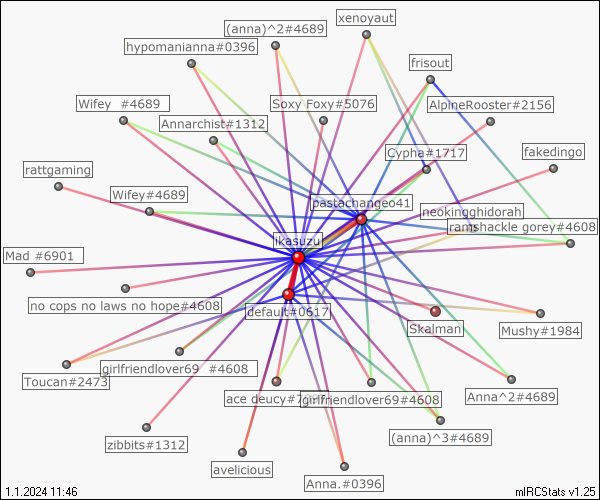 xenoyaut
(anna)^2#4689
hypomanianna#0396
frisout
Wifey  #4689
Soxy Foxy#5076
AlpineRooster#2156
Annarchist#1312
Cypha#1717
fakedingo
rattgaming
Wifey#4689
pastachangeo41
neokingghidorah
ramshackle gorey#4608
ikasuzu
Mad #6901
no cops no laws no hope#4608
default#0617
Skalman
Mushy#1984
girlfriendlover69  #4608
Toucan#2473
ace deucy
girlfriendlover69#4608
Anna^2#4689
zibbits#1312
(anna)^3#4689
avelicious
Anna.#0396
1.1.2024 11:46
mIRCStats v1.25